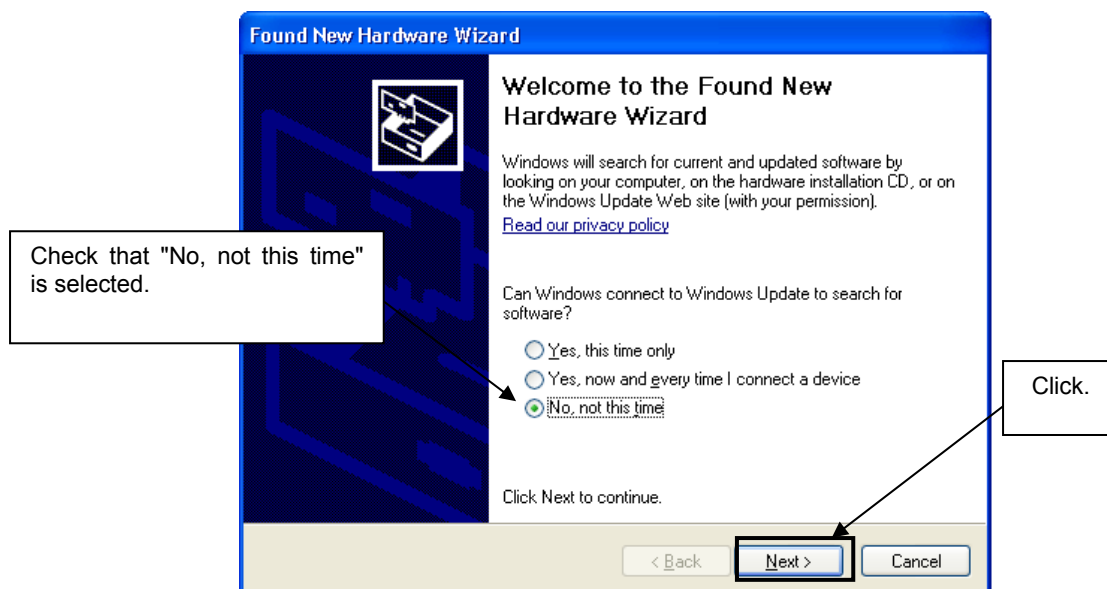 Found New Hardware Wizard
Welcome to the Found New
Hardware Wizard
Windows will search for current and updated software by
looking on your computer, on the hardware installation CD, or on
the Windows Update Web site (with your permission).
Read our privacy policy
Check that "No, not this time"
is selected.
Can Windows connect to Windows Update to search for
software?
Yes, this time only
Yes, now and every time I connect a device
No, not this time
Click.
Click Next to continue.
< Back
Next >
Cancel